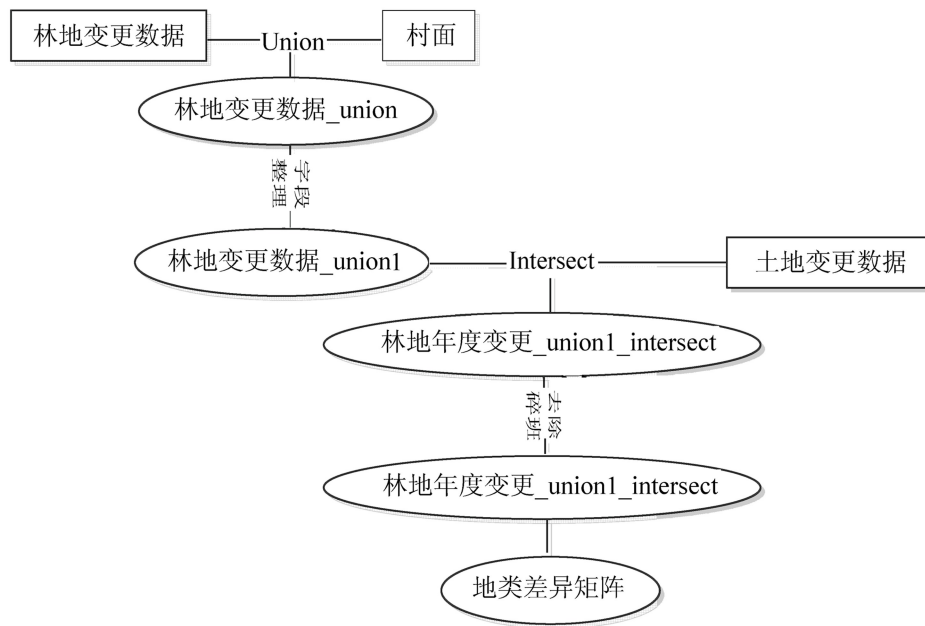 林地变更数据
Union
村面
林地变更数据_union
字段
整理
林地变更数据_union1
Intersect
土地变更数据
林地年度变更_union1_intersect
去除
碎班
林地年度变更_union1_intersect
地类差异矩阵